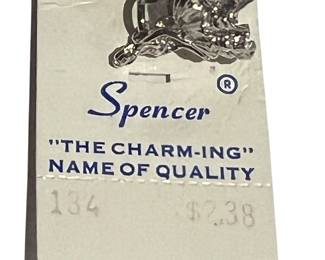 Spencer ®
"THE CHARM-ING"
NAME OF QUALITY
134 $2.38